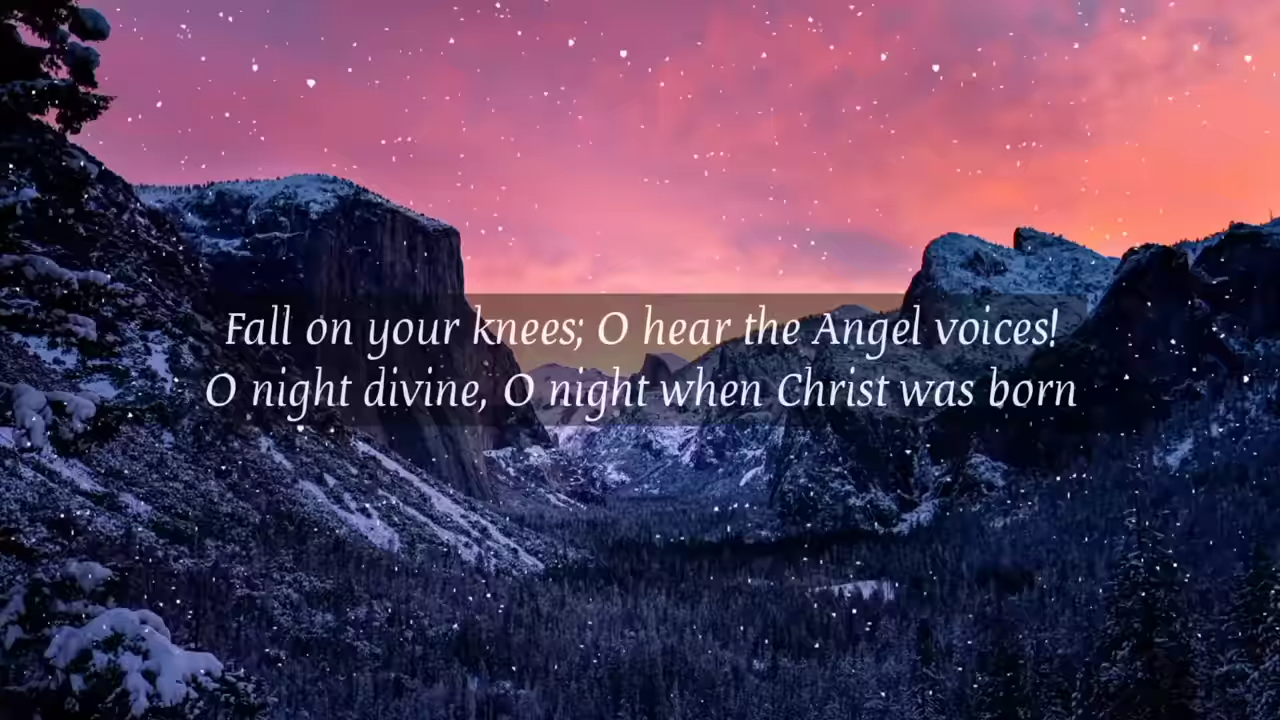 Fall on your knees; O hear the Angel voices!
O night divine, O night when Christ was born